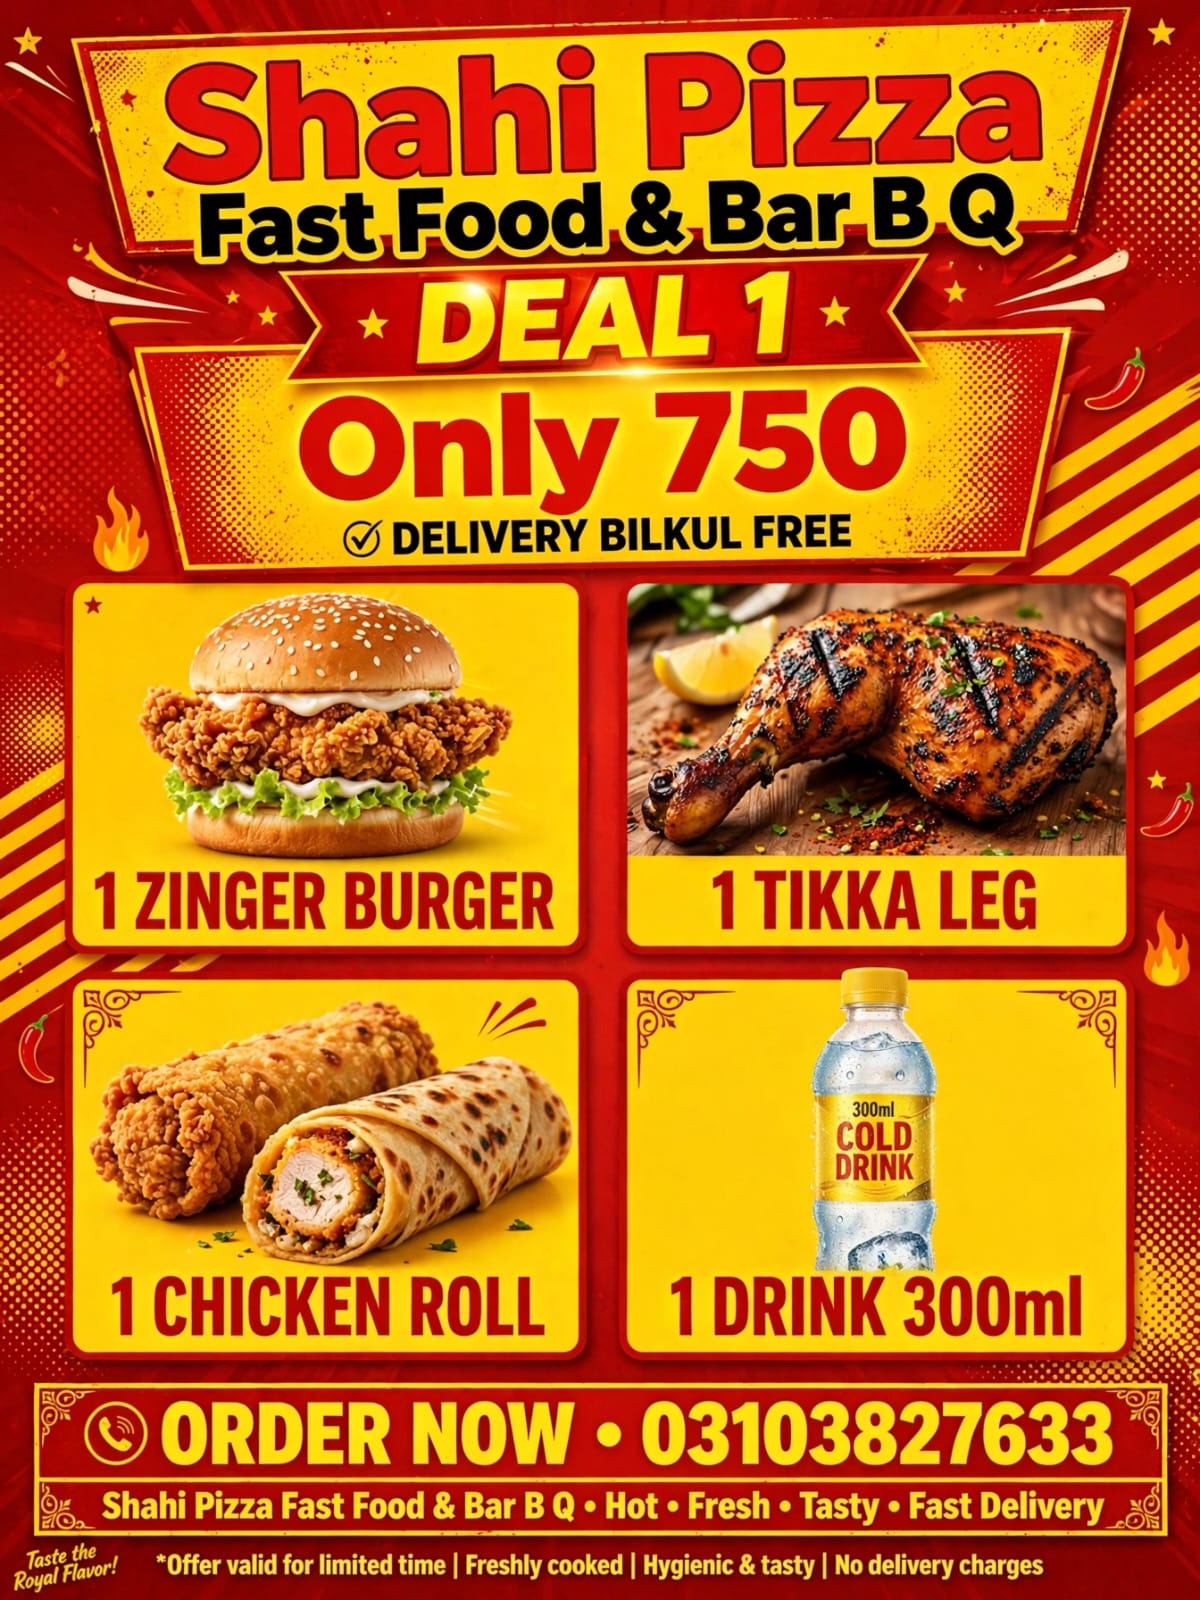 Shahi Pizza
Fast Food & Bar B Q
DEAL 1
Only 750
DELIVERY BILKUL FREE
1 ZINGER BURGER
1 TIKKA LEG
1 CHICKEN ROLL
300ml
COLD
DRINK
1 DRINK 300ml
ORDER NOW • 03103827633
Shahi Pizza Fast Food & Bar B Q • Hot • Fresh • Tasty • Fast Delivery
Taste the
Royal Flavor!
*Offer valid for limited time | Freshly cooked | Hygienic & tasty | No delivery charges